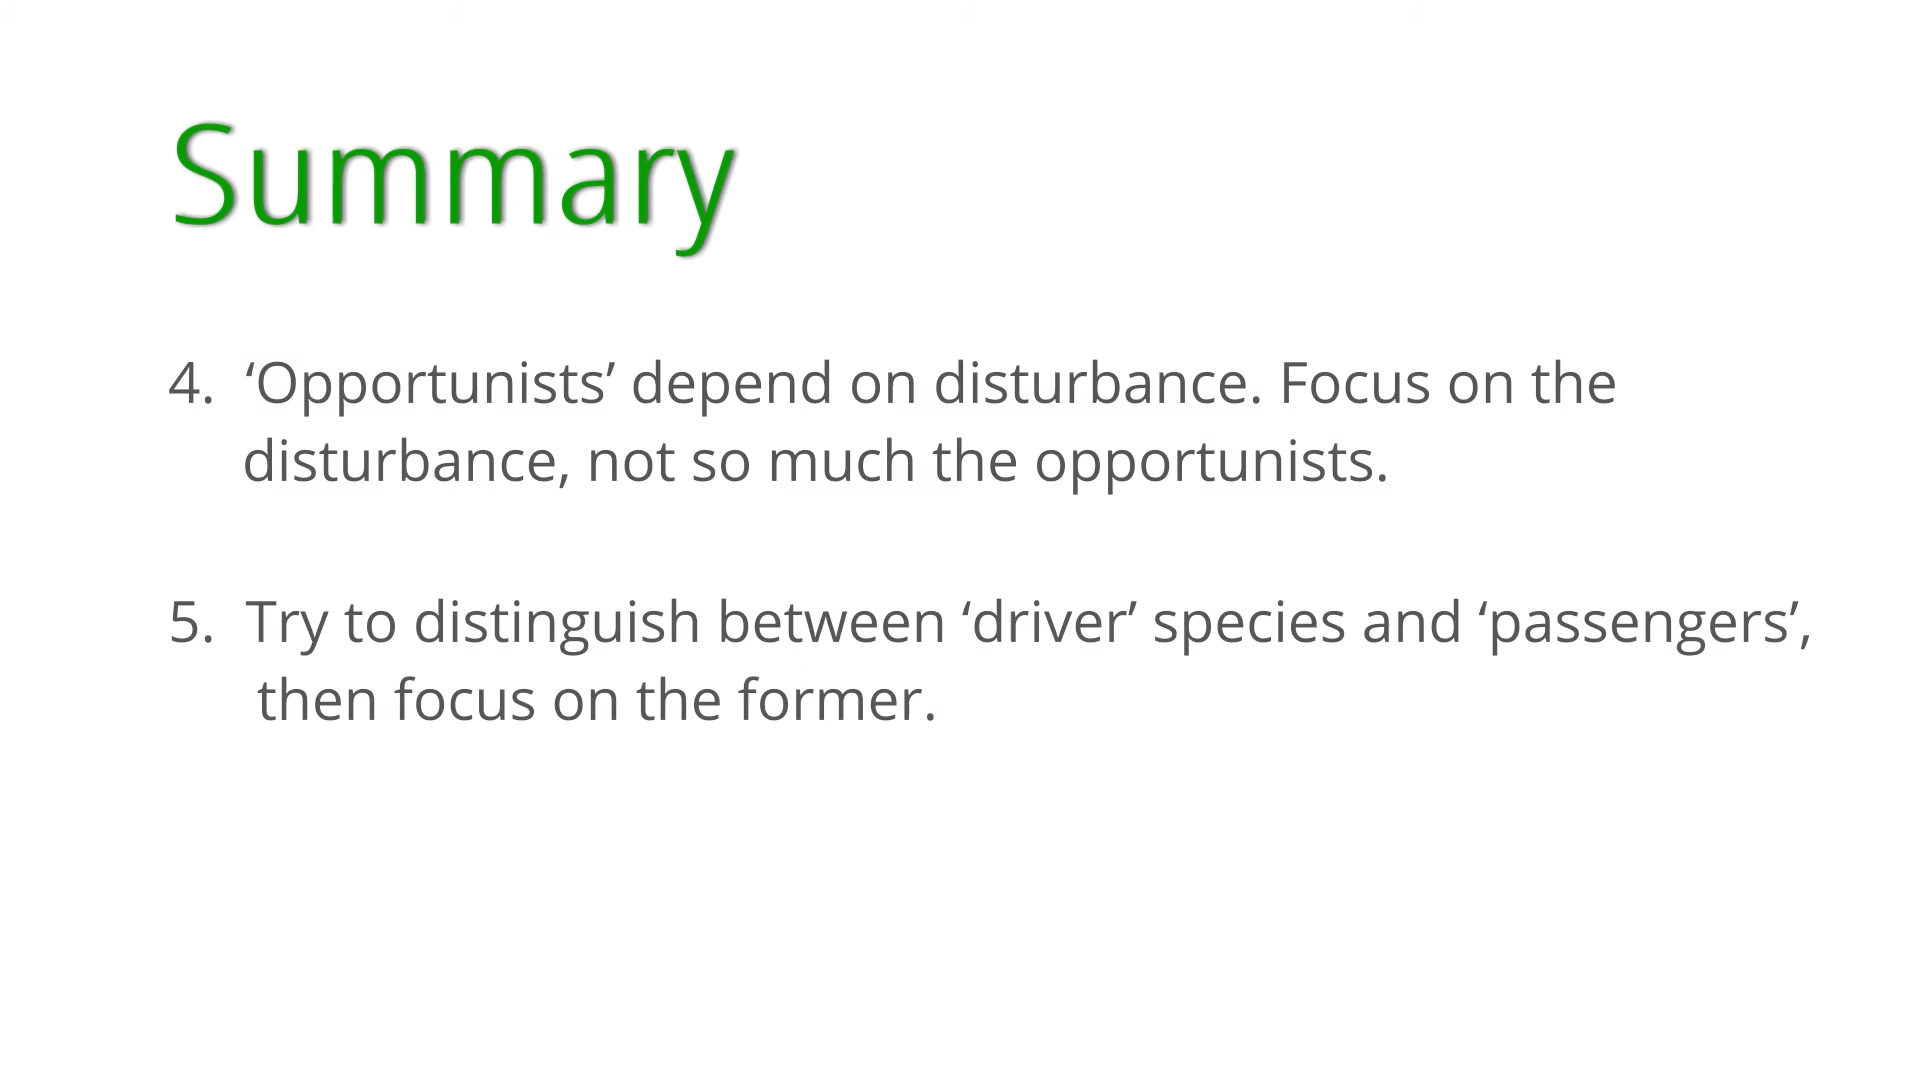 Summary
4. ‘Opportunists’ depend on disturbance. Focus on the
disturbance, not so much the opportunists.
5. Try to distinguish between ‘driver’ species and ‘passengers’,
then focus on the former.